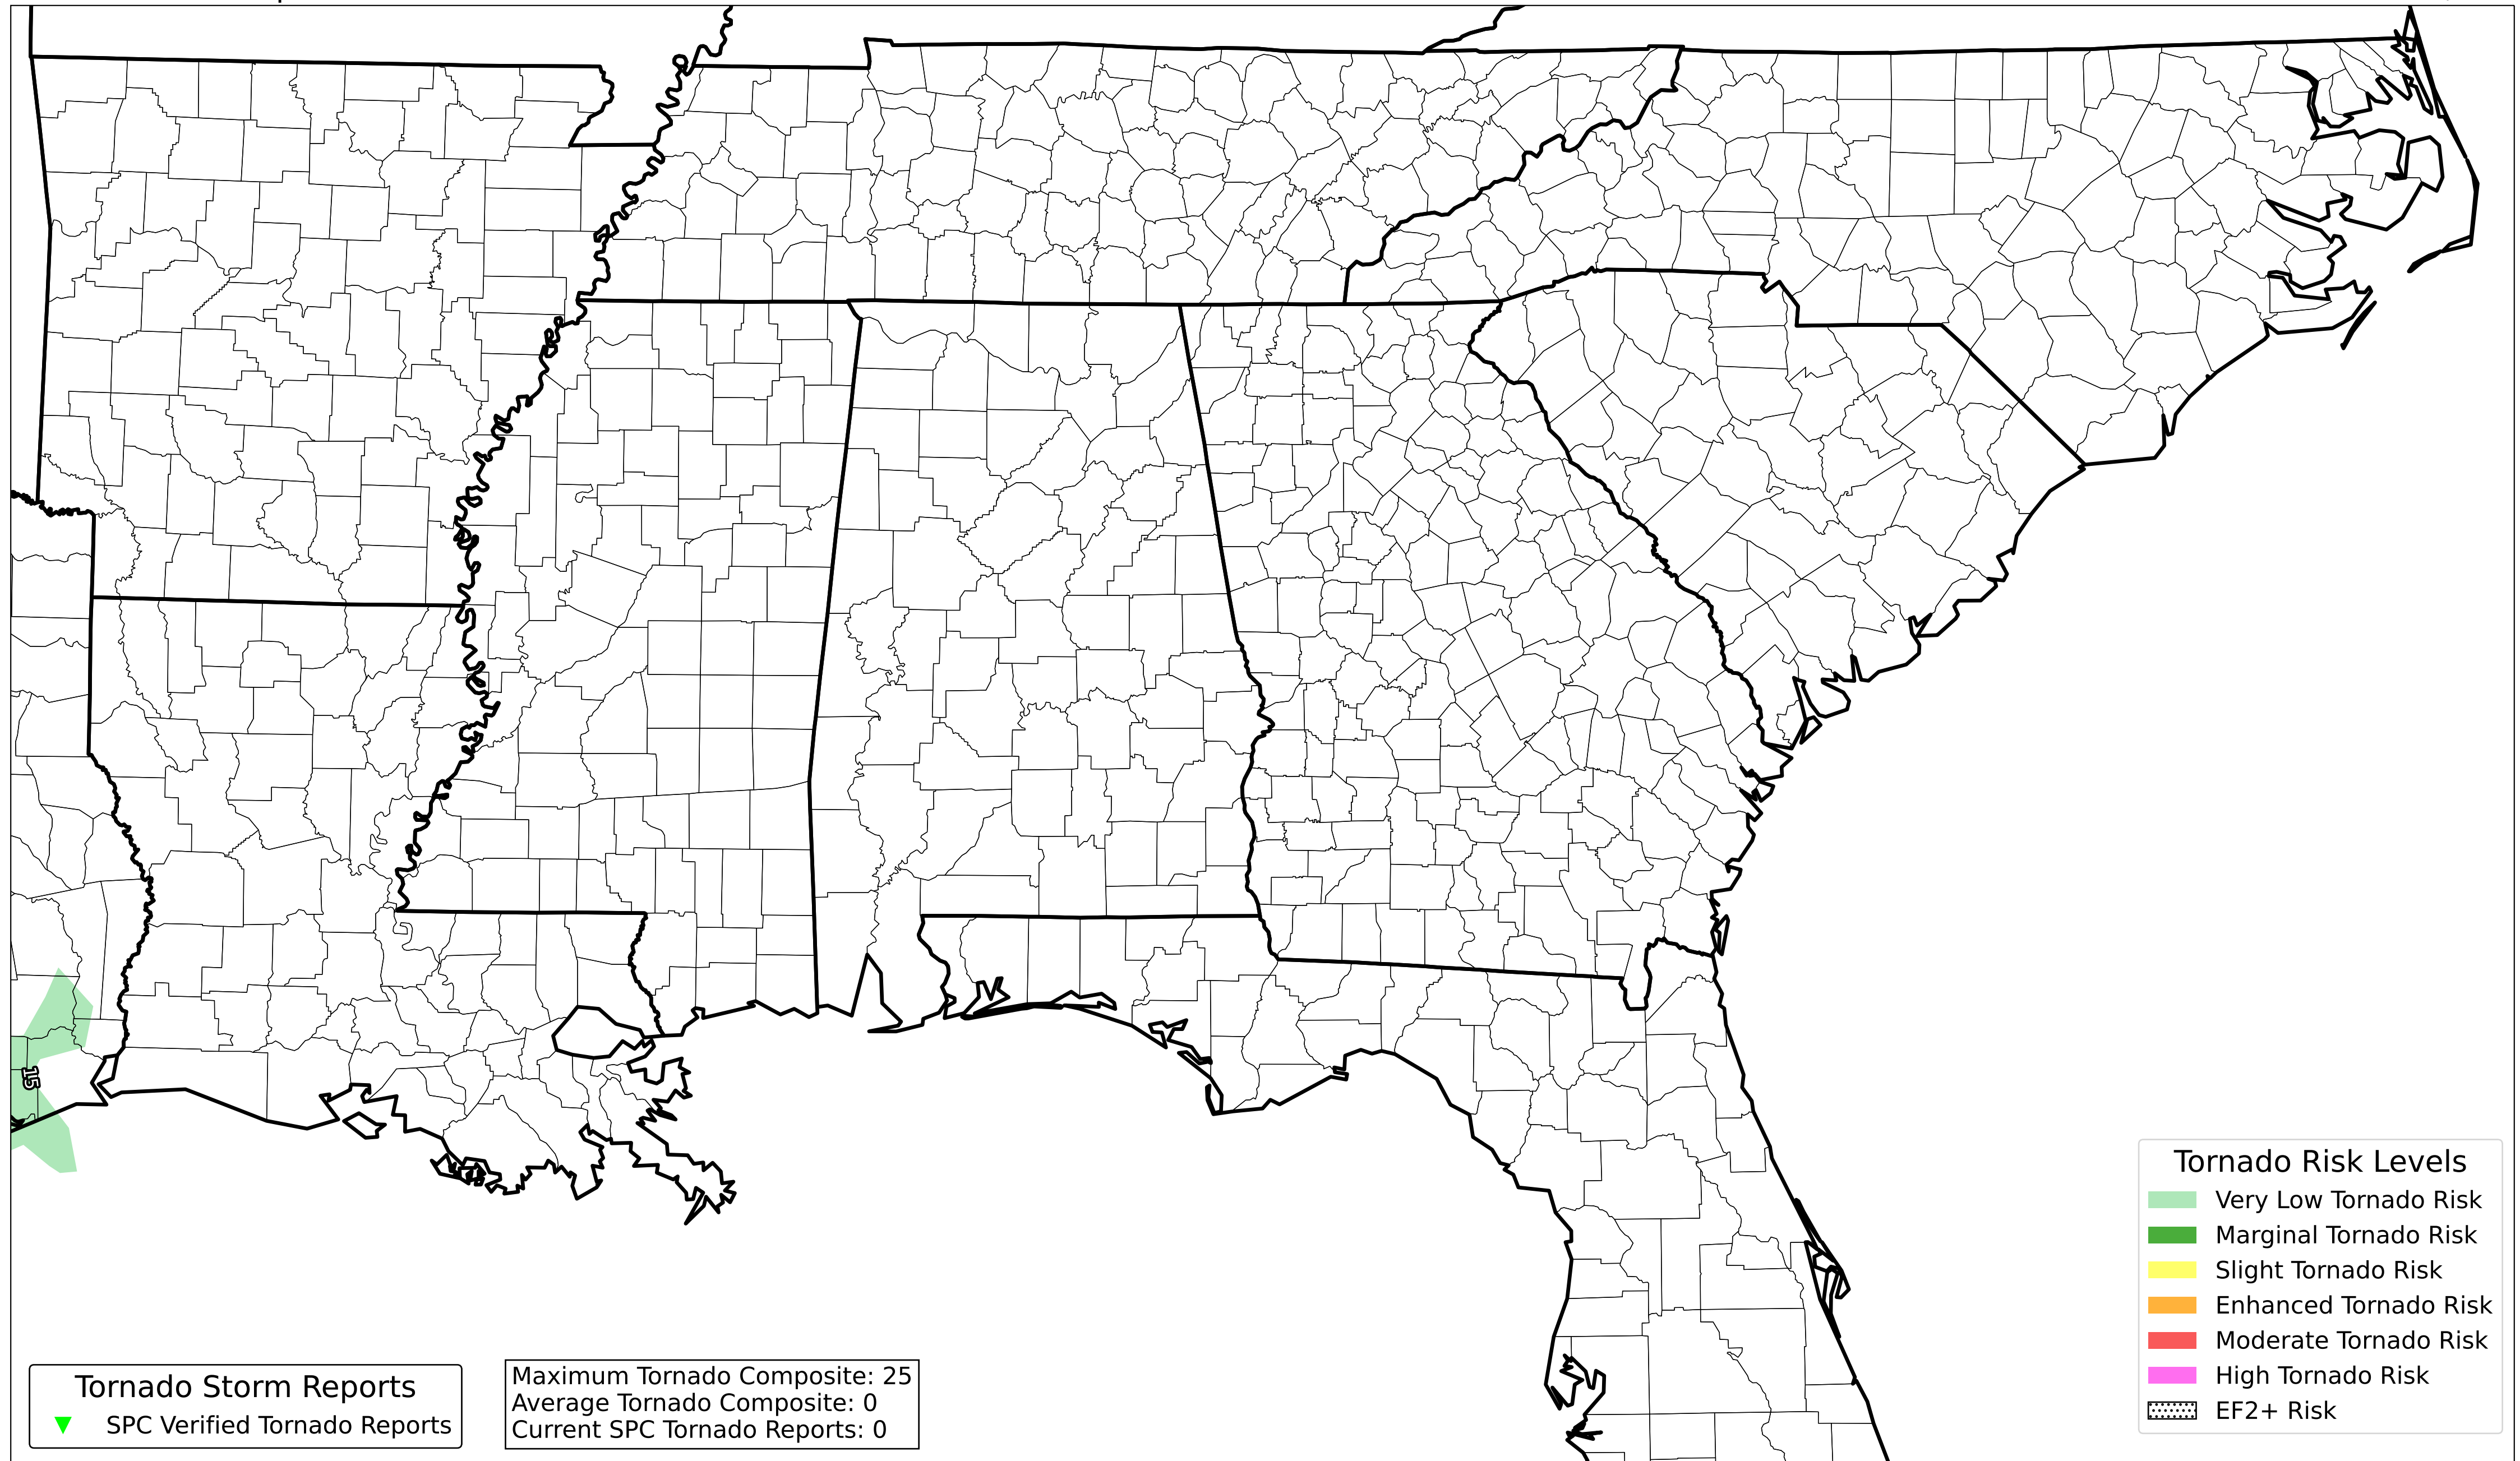 15
Tornado Storm Reports
SPC Verified Tornado Reports
Maximum Tornado Composite: 25
Average Tornado Composite: 0
Current SPC Tornado Reports: 0
Tornado Risk Levels
Very Low Tornado Risk
Marginal Tornado Risk
Slight Tornado Risk
Enhanced Tornado Risk
Moderate Tornado Risk
High Tornado Risk
EF2+ Risk